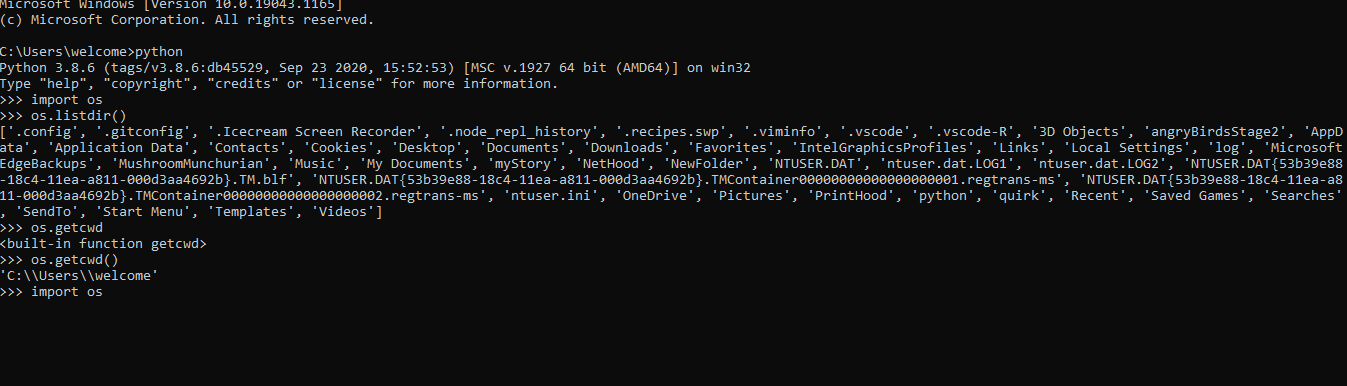 Microsoft Windows [Version 10.0.19043.1165]
(c) Microsoft Corporation. All rights reserved.
C:\Users\welcome>python
Python 3.8.6 (tags/v3.8.6:db45529, Sep 23 2020, 15:52:53) [MSC v.1927 64 bit (AMD64)] on win32
Type "help", "copyright", "credits" or "license" for more information.
>>> import os
>>> os.listdir()
['.config', '.gitconfig', '.Icecream Screen Recorder', '.node_repl_history', '.recipes.swp', '.viminfo', '.vscode', '.vscode-R', '3D Objects', 'angryBirdsStage2', 'AppD
ata', 'Application Data', 'Contacts', 'Cookies', 'Desktop', 'Documents', 'Downloads', 'Favorites', 'IntelGraphicsProfiles', 'Links', 'Local Settings', 'log', 'Microsoft
EdgeBackups', 'MushroomMunchurian', 'Music', 'My Documents', 'myStory', 'NetHood', 'NewFolder', 'NTUSER.DAT', 'ntuser.dat.LOG1', 'ntuser.dat.LOG2', 'NTUSER.DAT{53b39e88
-18c4-11ea-a811-000d3aa4692b}.TM.blf', 'NTUSER.DAT{53b39e88-18c4-11ea-a811-000d3aa4692b}.TMContainer00000000000000000001.regtrans-ms', 'NTUSER.DAT{53b39e88-18c4-11ea-a8
11-000d3aa4692b}.TMContainer00000000000000000002.regtrans-ms', 'ntuser.ini', 'OneDrive', 'Pictures', 'PrintHood', 'python', 'quirk', 'Recent', 'Saved Games', 'Searches'
, 'SendTo', 'Start Menu', 'Templates', 'Videos']
>>> os.getcwd
<built-in function getcwd>
>>> os.getcwd()
'C:\\Users\\welcome'
>>> import os